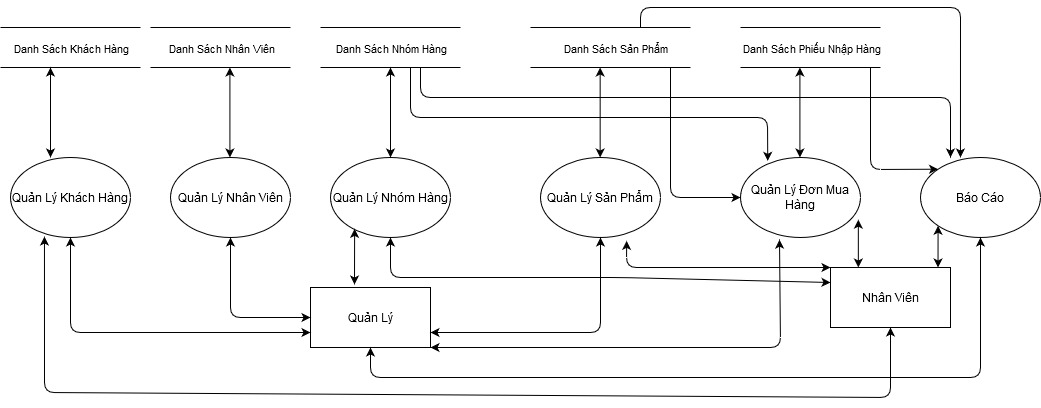 Danh Sách Khách Hàng
Danh Sách Nhân Viên
Danh Sách Nhóm Hàng
Danh Sách Sản Phẩm
Danh Sách Phiếu Nhập Hàng
Quản Lý Khách Hàng
Quản Lý Nhân Viên
Quản Lý Nhóm Hàng
Quản Lý Sản Phẩm
Quản Lý Đơn Mua
Hàng
Báo Cáo
Quản Lý
Nhân Viên